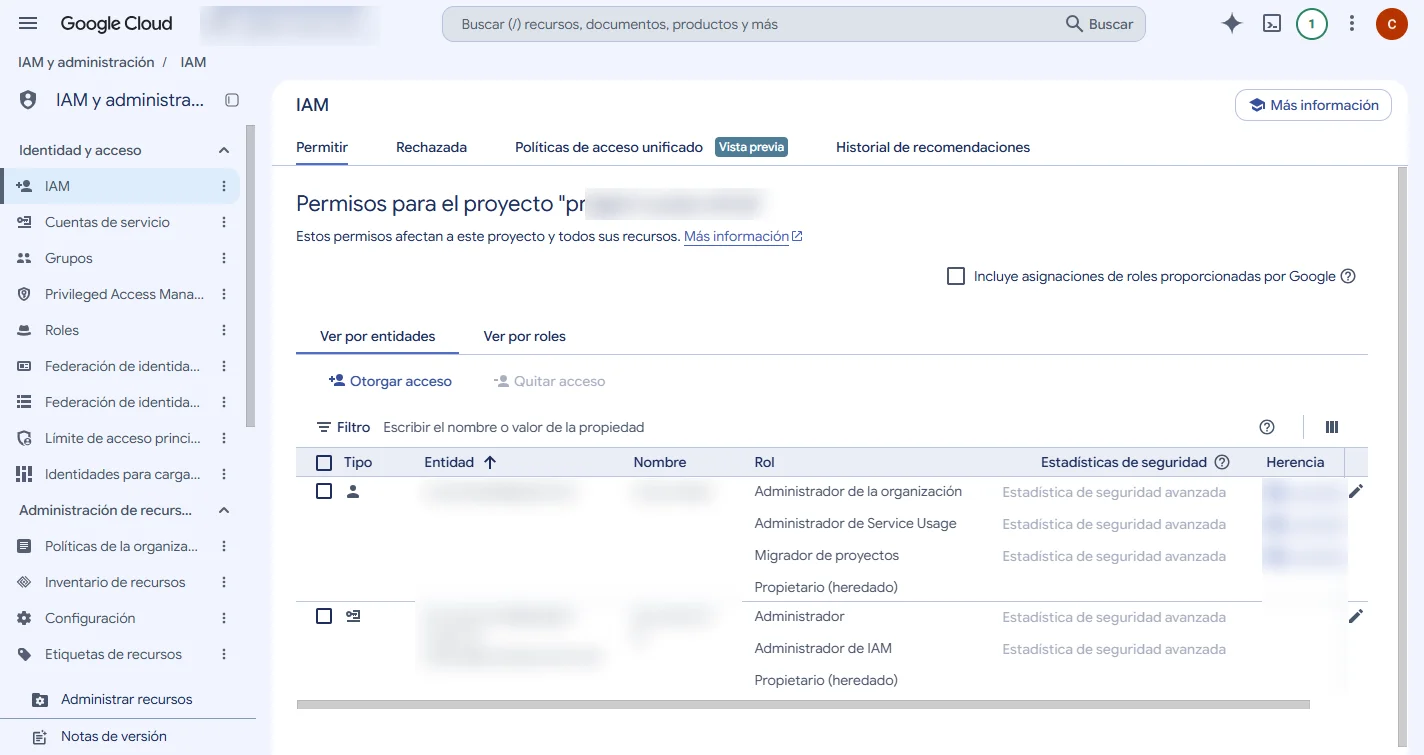 Google Cloud
Buscar (/) recursos, documentos, productos y más
Buscar
1
C
IAM y administración / IAM
IAM y administra...
Identidad y acceso
IAM
Cuentas de servicio
Grupos
Privileged Access Mana...
Roles
Federación de identida...
Federación de identida...
Límite de acceso princi...
Identidades para carga...
Administración de recurs...
Políticas de la organiza...
Inventario de recursos
Configuración
Etiquetas de recursos
Administrar recursos
Notas de versión
IAM
Más información
Permitir Rechazada Políticas de acceso unificado Vista previa Historial de recomendaciones
Permisos para el proyecto "pr
Estos permisos afectan a este proyecto y todos sus recursos. Más información
Incluye asignaciones de roles proporcionadas por Google
Ver por entidades Ver por roles
Otorgar acceso Quitar acceso
Filtro Escribir el nombre o valor de la propiedad
Tipo Entidad Nombre Rol Estadísticas de seguridad Herencia
Administrador de la organización Estadística de seguridad avanzada
Administrador de Service Usage Estadística de seguridad avanzada
Migrador de proyectos Estadística de seguridad avanzada
Propietario (heredado)
Administrador Estadística de seguridad avanzada
Administrador de IAM Estadística de seguridad avanzada
Propietario (heredado)